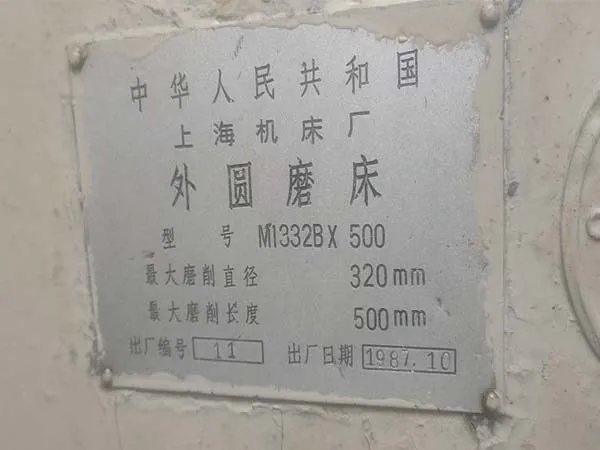 中华人民共和国
上海机床厂
外圆磨床
型号 M1332BX500
最大磨削直径 320mm
最大磨削长度 500mm
出厂编号 11 出厂日期 1987.10